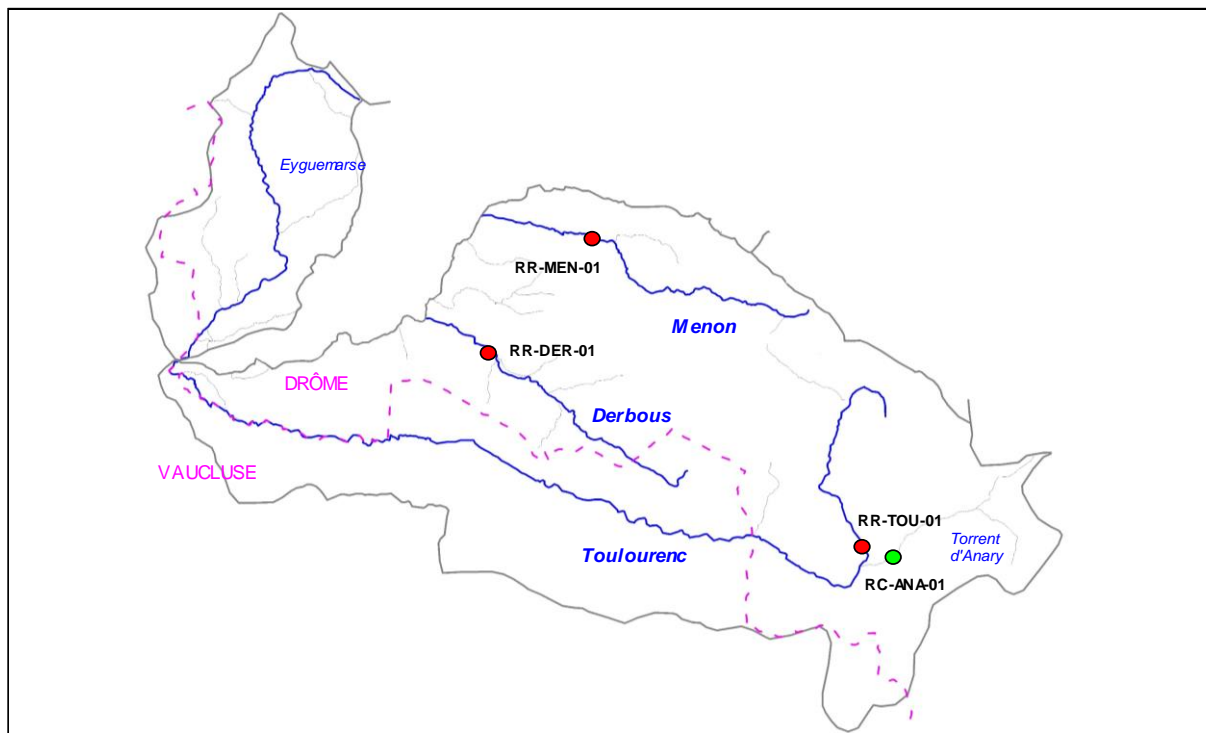 Eyguemarse
RR-MEN-01
Menon
RR-DER-01
DRÔME
Derbous
VAUCLUSE
RR-TOU-01
Torrent
d'Anary
Toulourenc
RC-ANA-01